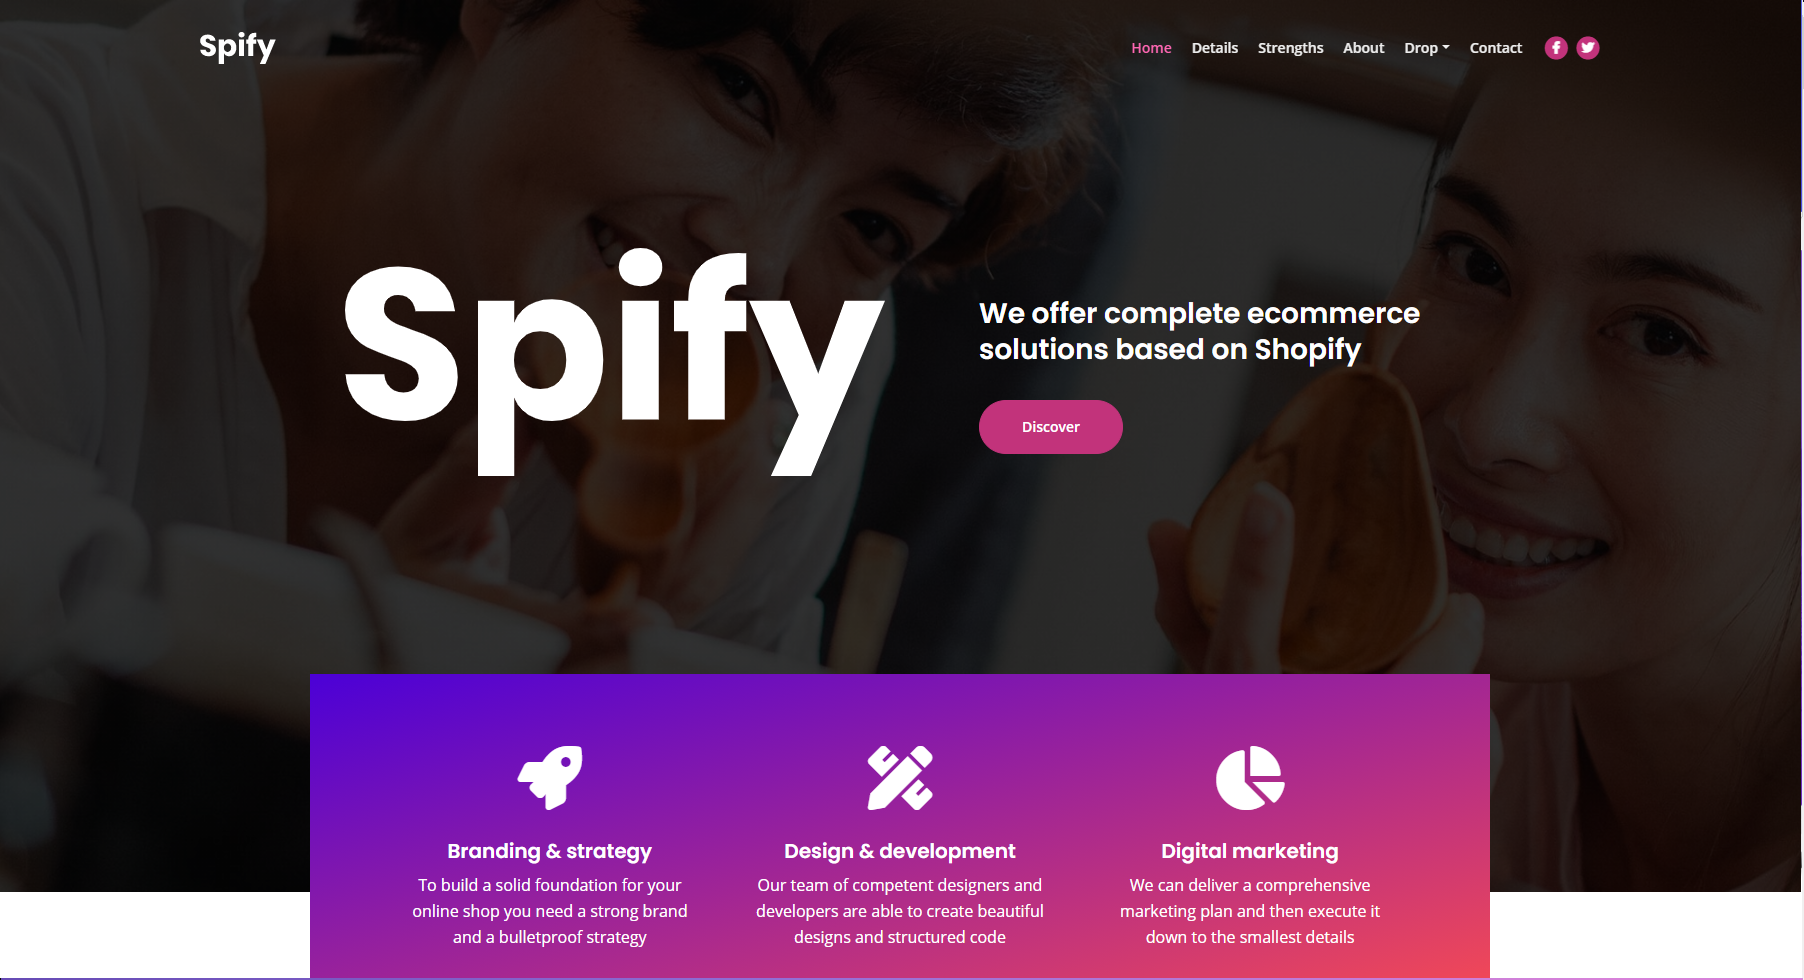 Spify
Home Details Strengths About Drop Contact
Spify
We offer complete ecommerce
solutions based on Shopify
Discover
Branding & strategy
To build a solid foundation for your
online shop you need a strong brand
and a bulletproof strategy
Design & development
Our team of competent designers and
developers are able to create beautiful
designs and structured code
Digital marketing
We can deliver a comprehensive
marketing plan and then execute it
down to the smallest details